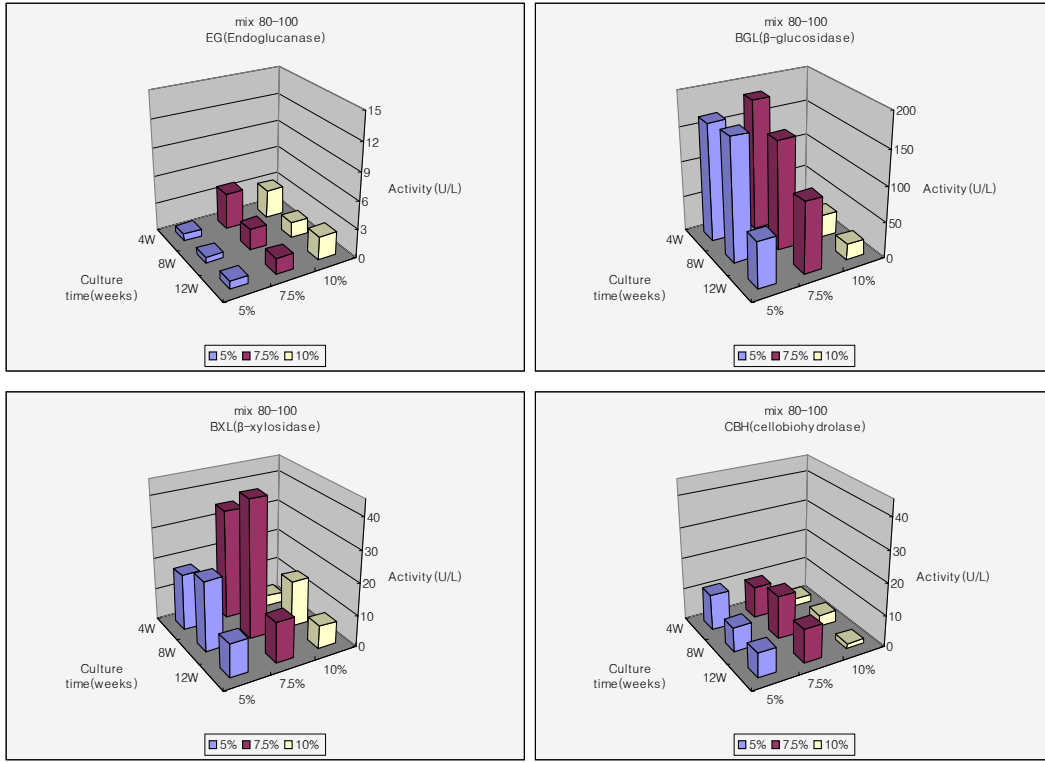 mix 80-100
EG(Endoglucanase)
15
12
9
6
3
0
Activity(U/L)
4W
8W
12W
Culture
time(weeks)
5%
7.5%
10%
5% 7.5% 10%
mix 80-100
BGL(β-glucosidase)
200
150
100
50
0
Activity(U/L)
4W
8W
12W
Culture
time(weeks)
5%
7.5%
10%
5% 7.5% 10%
mix 80-100
BXL(β-xylosidase)
40
30
20
10
0
Activity(U/L)
4W
8W
12W
Culture
time(weeks)
5%
7.5%
10%
5% 7.5% 10%
mix 80-100
CBH(cellobiohydrolase)
40
30
20
10
0
Activity(U/L)
4W
8W
12W
Culture
time(weeks)
5%
7.5%
10%
5% 7.5% 10%